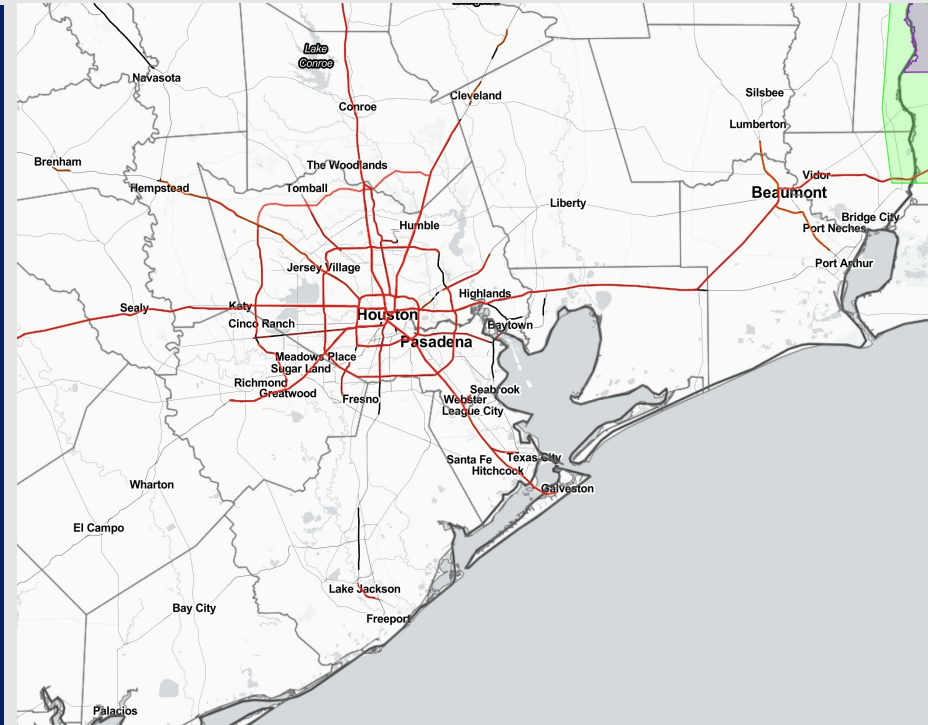 Lake
Conroe
Navasota
Silsbee
Cleveland
Conroe
Lumberton
Brenham
The Woodlands
Vidor
Hempstead
Tomball
Beaumont
Liberty
Bridge City
Humble
Port Neches
Jersey Village
Port Arthur
Highlands
Sealy
Katy
Houston
Cinco Ranch
Baytown
Pasadena
Meadows Place
Sugar Land
Richmond
Greatwood
Seabrook
Fresno
Webster
League City
Santa Fe
Texas City
Hitchcock
Wharton
Galveston
El Campo
Lake Jackson
Bay City
Freeport
Palacios